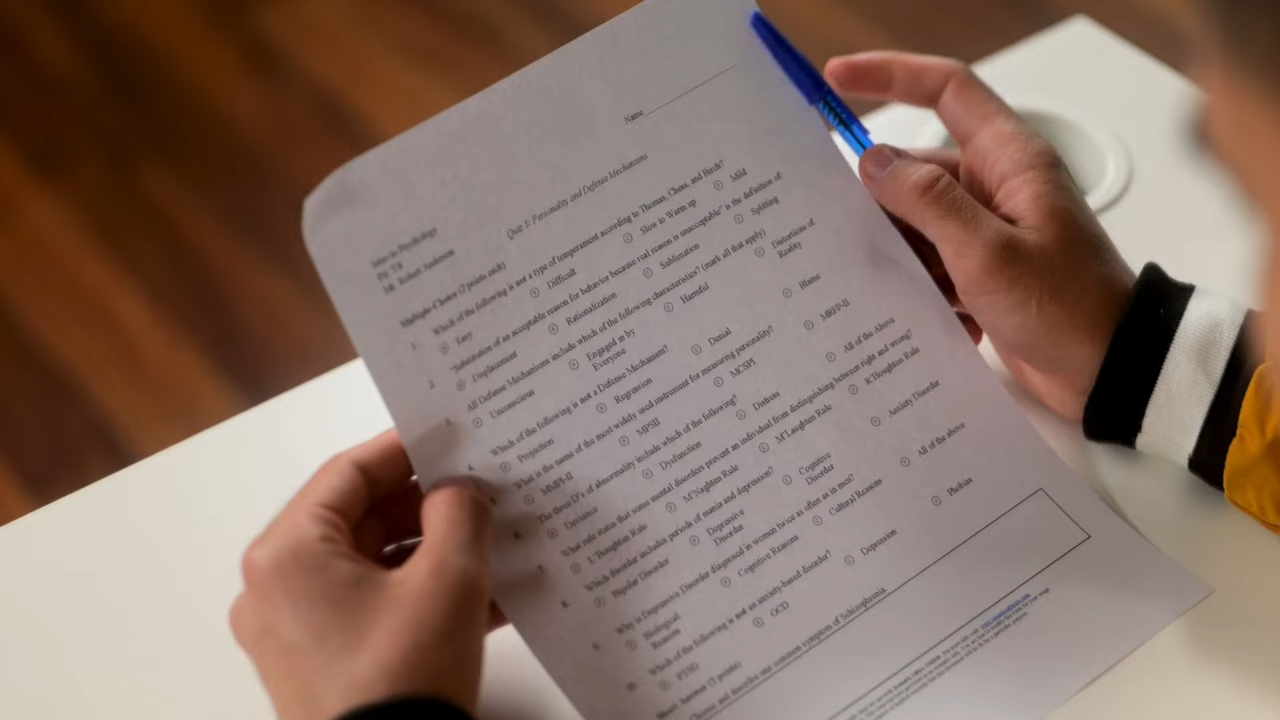 Name
Intro to Psychology
Mr Robert Anderson
Quiz 5: Personality and Defense Mechanisms
Multiple Choice (2 points each)
1. Which of the following is not a type of temperament according to Thomas, Chess, and Birch?
Easy Difficult Slow to Warm up Mild
2. "Substitution of an acceptable reason for behavior because real reason is unacceptable" is the definition of
Displacement Rationalization Sublimation Splitting
3. All Defense Mechanisms include which of the following characteristics? (mark all that apply)
Unconscious Engaged in by Harmful Distortions of
Everyone Reality
4. Which of the following is not a Defense Mechanism?
Projection Regression Denial Blame
What is the name of the most widely used instrument for measuring personality?
MMPI-II MPSII MCSPI MRFP-II
6. The three D's of abnormality include which of the following?
Deviance Dysfunction Distress All of the Above
7. What rule states that some mental disorders prevent an individual from distinguishing between right and wrong?
L'Houghton Rule M'Naghten Rule M'Laughten Rule R'Houghton Rule
8. Which disorder includes periods of mania and depression?
Bipolar Disorder Depressive Cognitive Anxiety Disorder
Disorder Disorder
9. Why is Depressive Disorder diagnosed in women twice as often as in men?
Biological Cognitive Reasons Cultural Reasons All of the above
Reasons
10. Which of the following is not an anxiety-based disorder?
PTSD OCD Depression Phobias
Short Answer (5 points)
Choose and describe one common symptom of Schizophrenia.